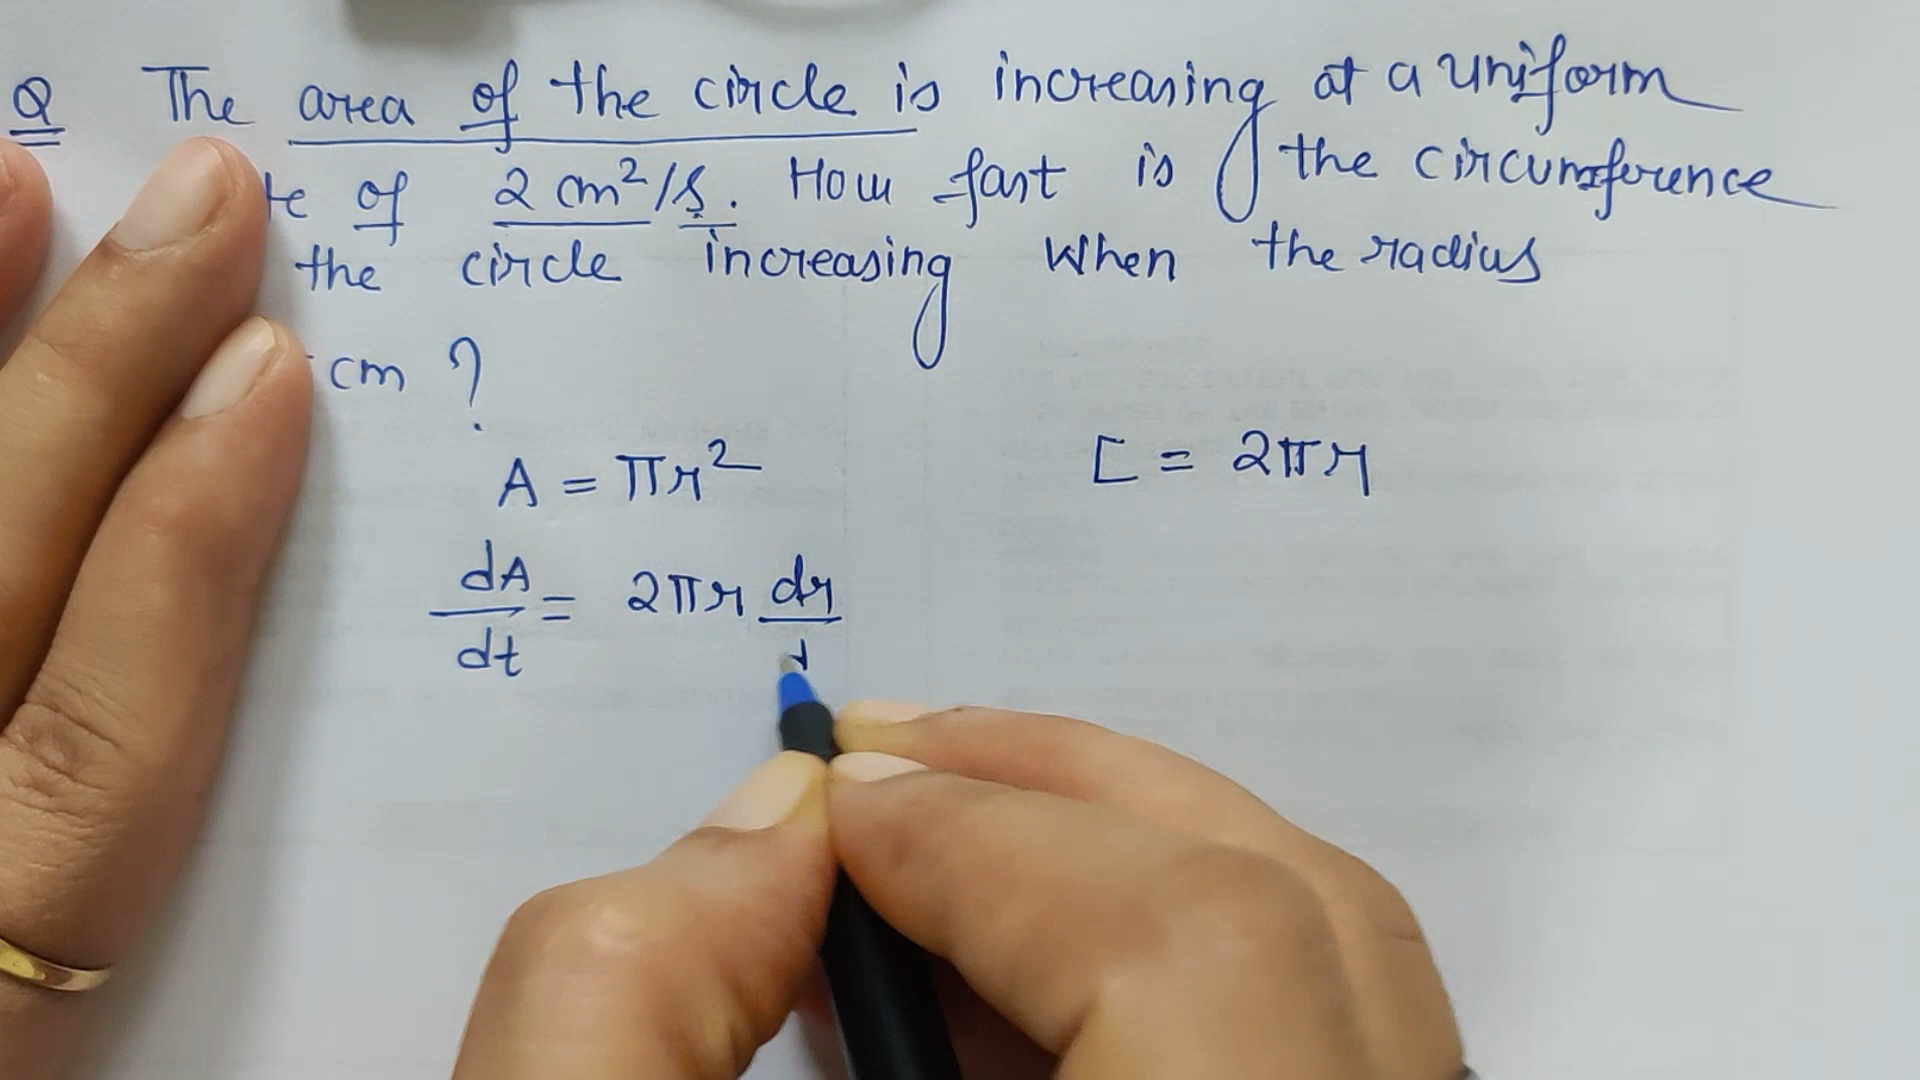 Q The area of the circle is increasing at a uniform
te of 2 cm²/s. How fast is the circumference
the circle increasing when the radius
cm ?
A = πr² C = 2πr
dA/dt = 2πr dr/d